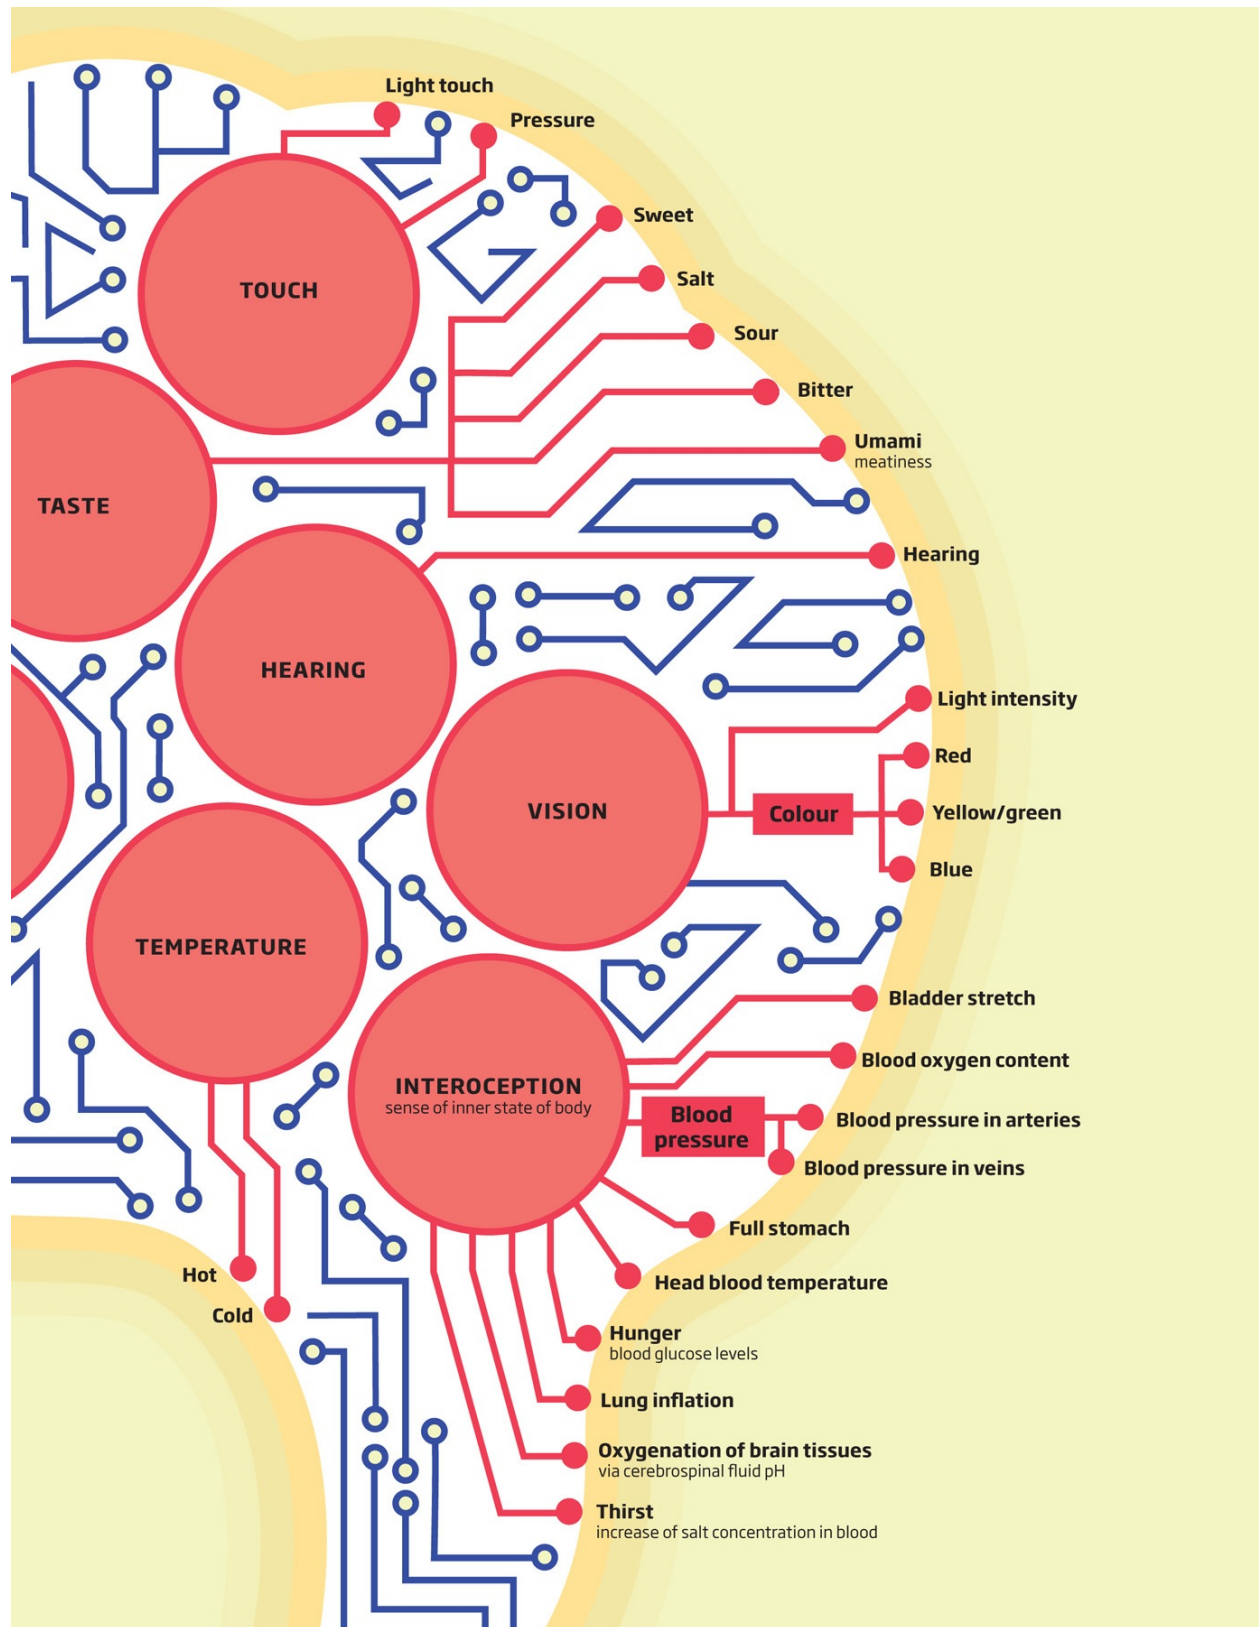 Light touch
Pressure
Sweet
TOUCH
Salt
Sour
Bitter
Umami
meatiness
TASTE
Hearing
HEARING
Light intensity
Red
VISION
Colour
Yellow/green
Blue
TEMPERATURE
Bladder stretch
Blood oxygen content
INTEROCEPTION
sense of inner state of body
Blood
pressure
Blood pressure in arteries
Blood pressure in veins
Full stomach
Hot
Head blood temperature
Cold
Hunger
blood glucose levels
Lung inflation
Oxygenation of brain tissues
via cerebrospinal fluid pH
Thirst
increase of salt concentration in blood